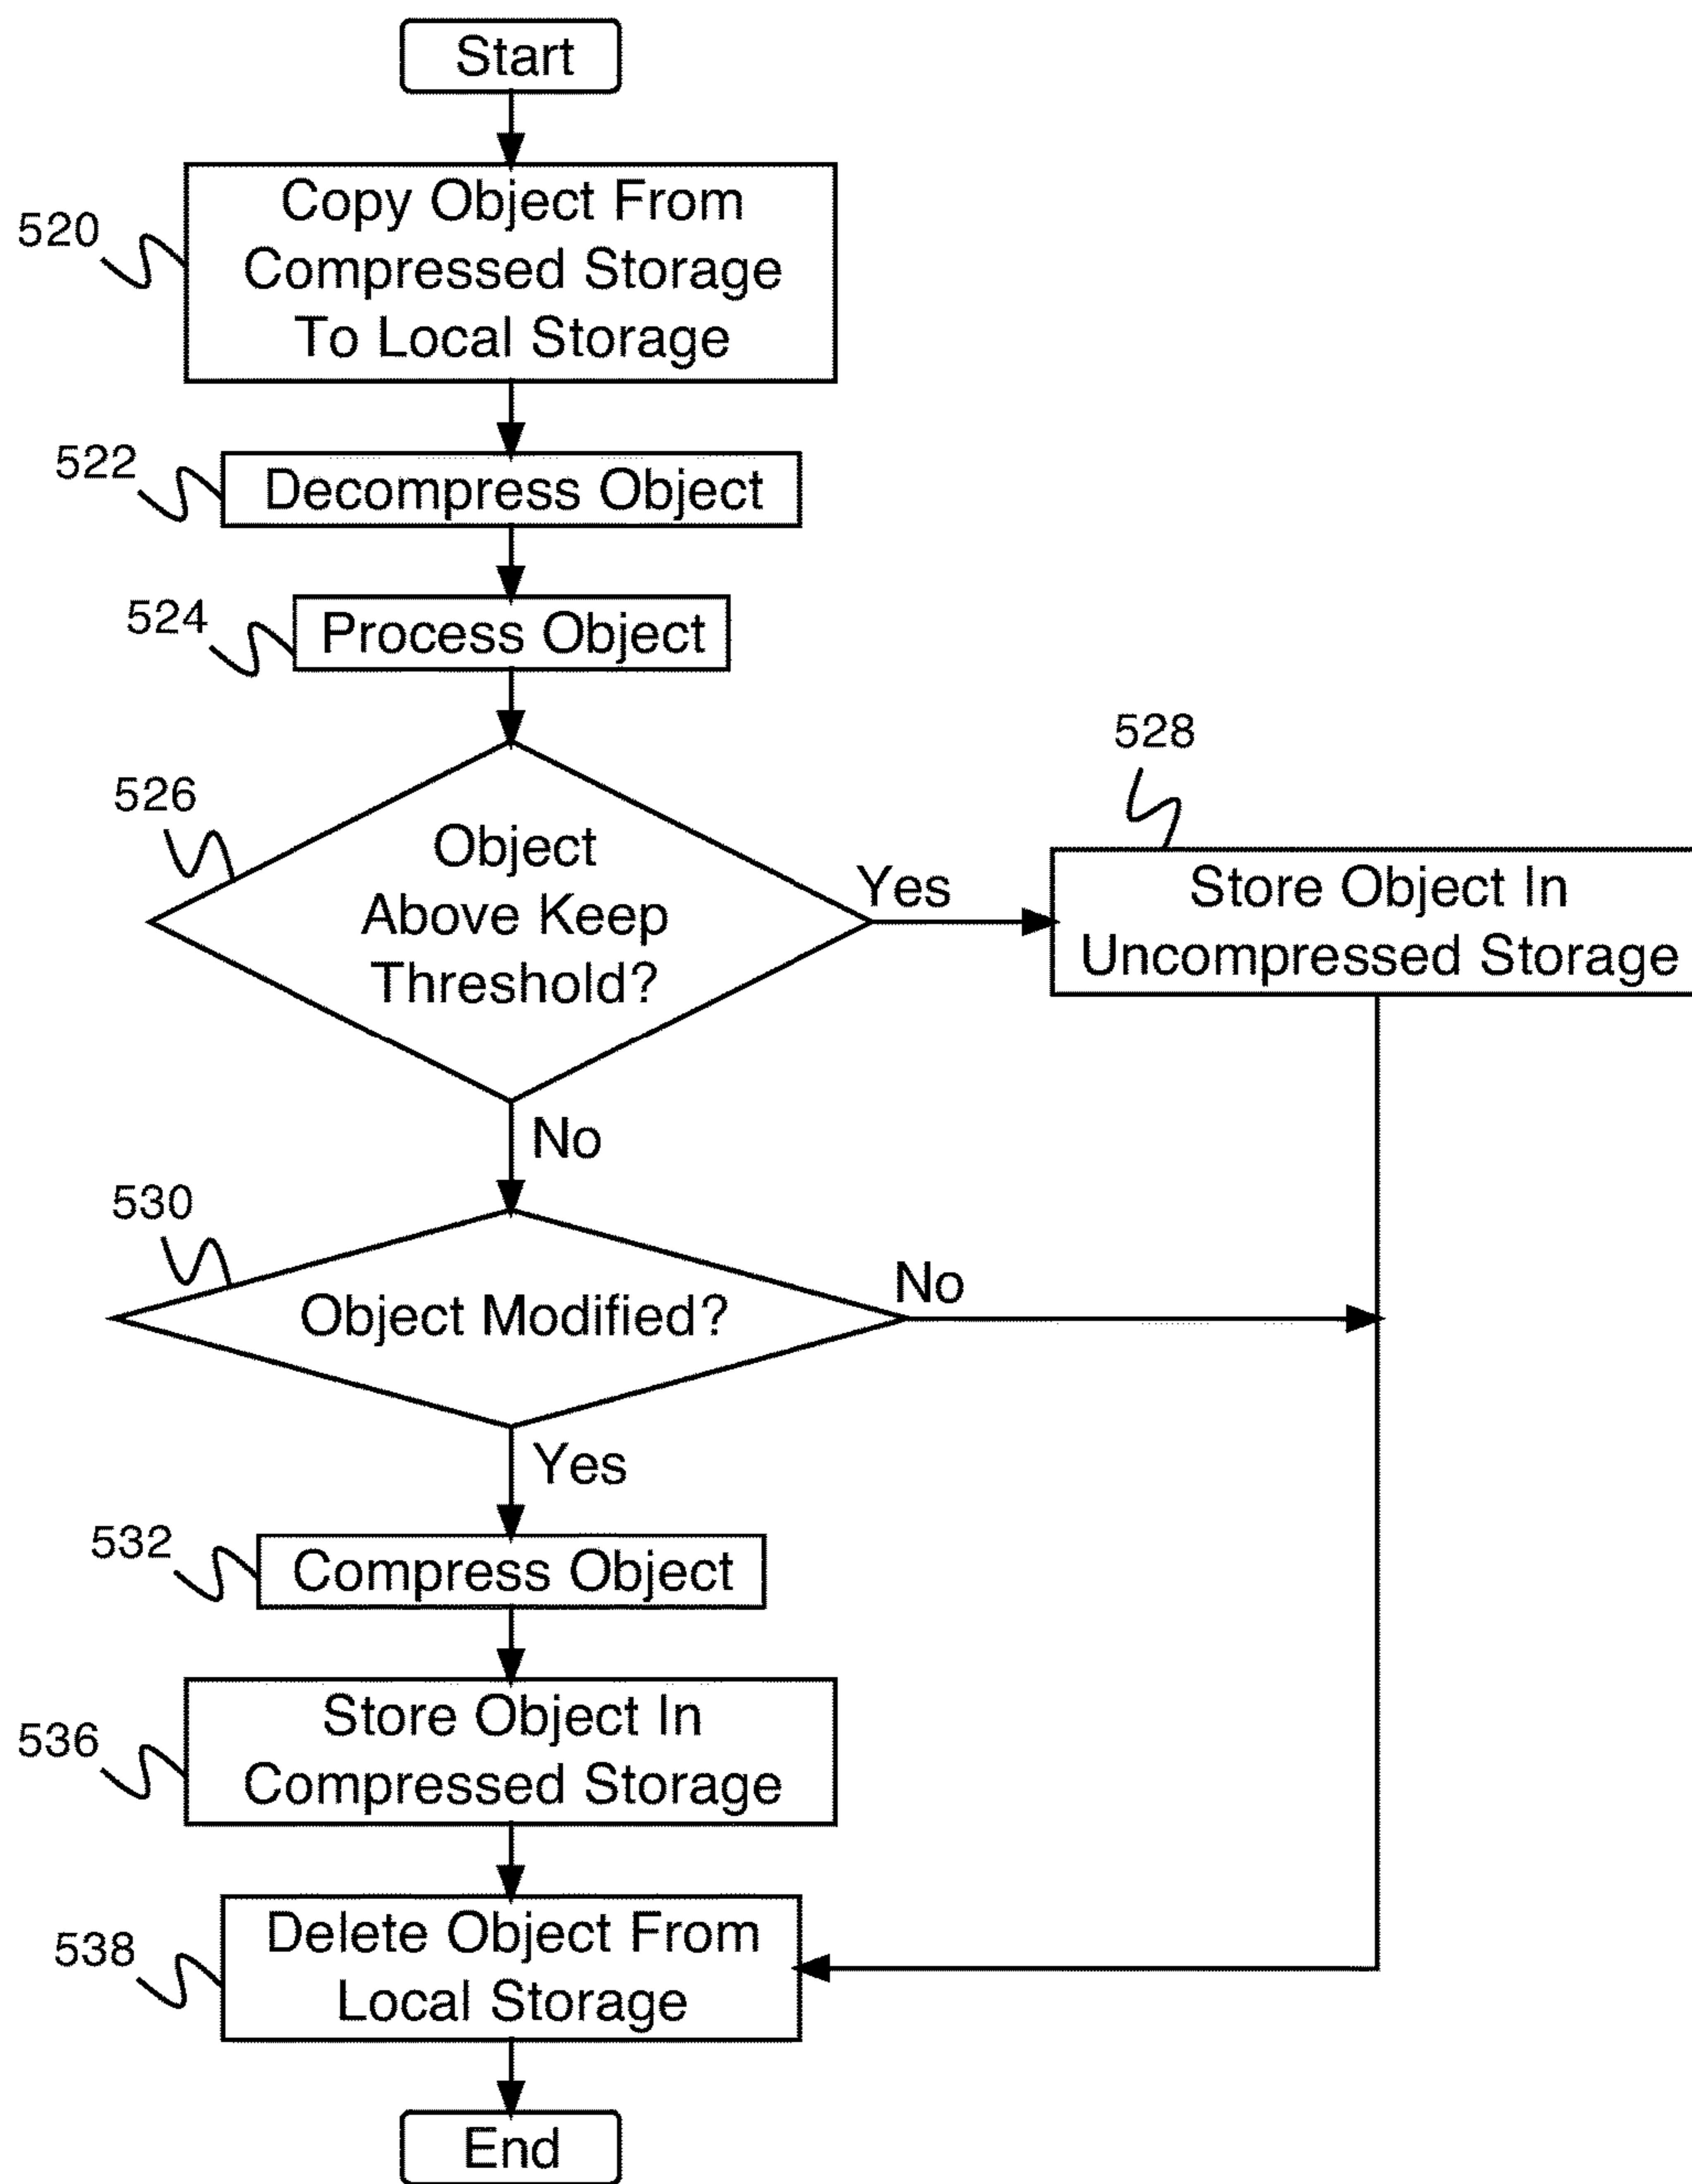 Start
520
Copy Object From
Compressed Storage
To Local Storage
522
Decompress Object
524
Process Object
526
Object
Above Keep
Threshold?
Yes
528
Store Object In
Uncompressed Storage
No
530
Object Modified?
No
Yes
532
Compress Object
536
Store Object In
Compressed Storage
538
Delete Object From
Local Storage
End